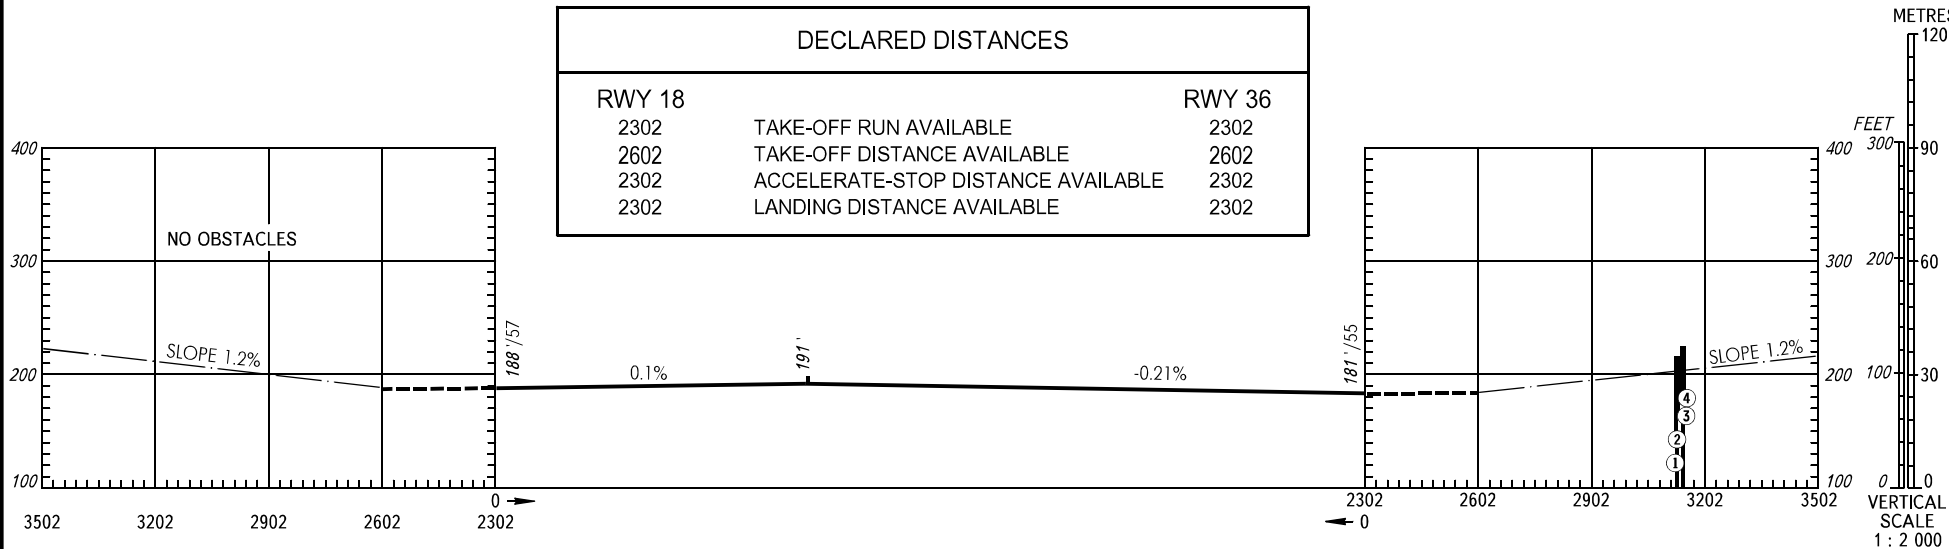 DECLARED DISTANCES
RWY 18 RWY 36
2302 TAKE-OFF RUN AVAILABLE 2302
2602 TAKE-OFF DISTANCE AVAILABLE 2602
2302 ACCELERATE-STOP DISTANCE AVAILABLE 2302
2302 LANDING DISTANCE AVAILABLE 2302
METRES
120
90
60
30
0
FEET
300
200
100
0
VERTICAL
SCALE
1 : 2 000
400
300
200
100
NO OBSTACLES
SLOPE 1.2%
188'/57
0.1%
191'
-0.21%
181'/55
SLOPE 1.2%
4
3
2
1
400
300
200
100
0
3502 3202 2902 2602 2302
2302 2602 2902 3202 3502
0